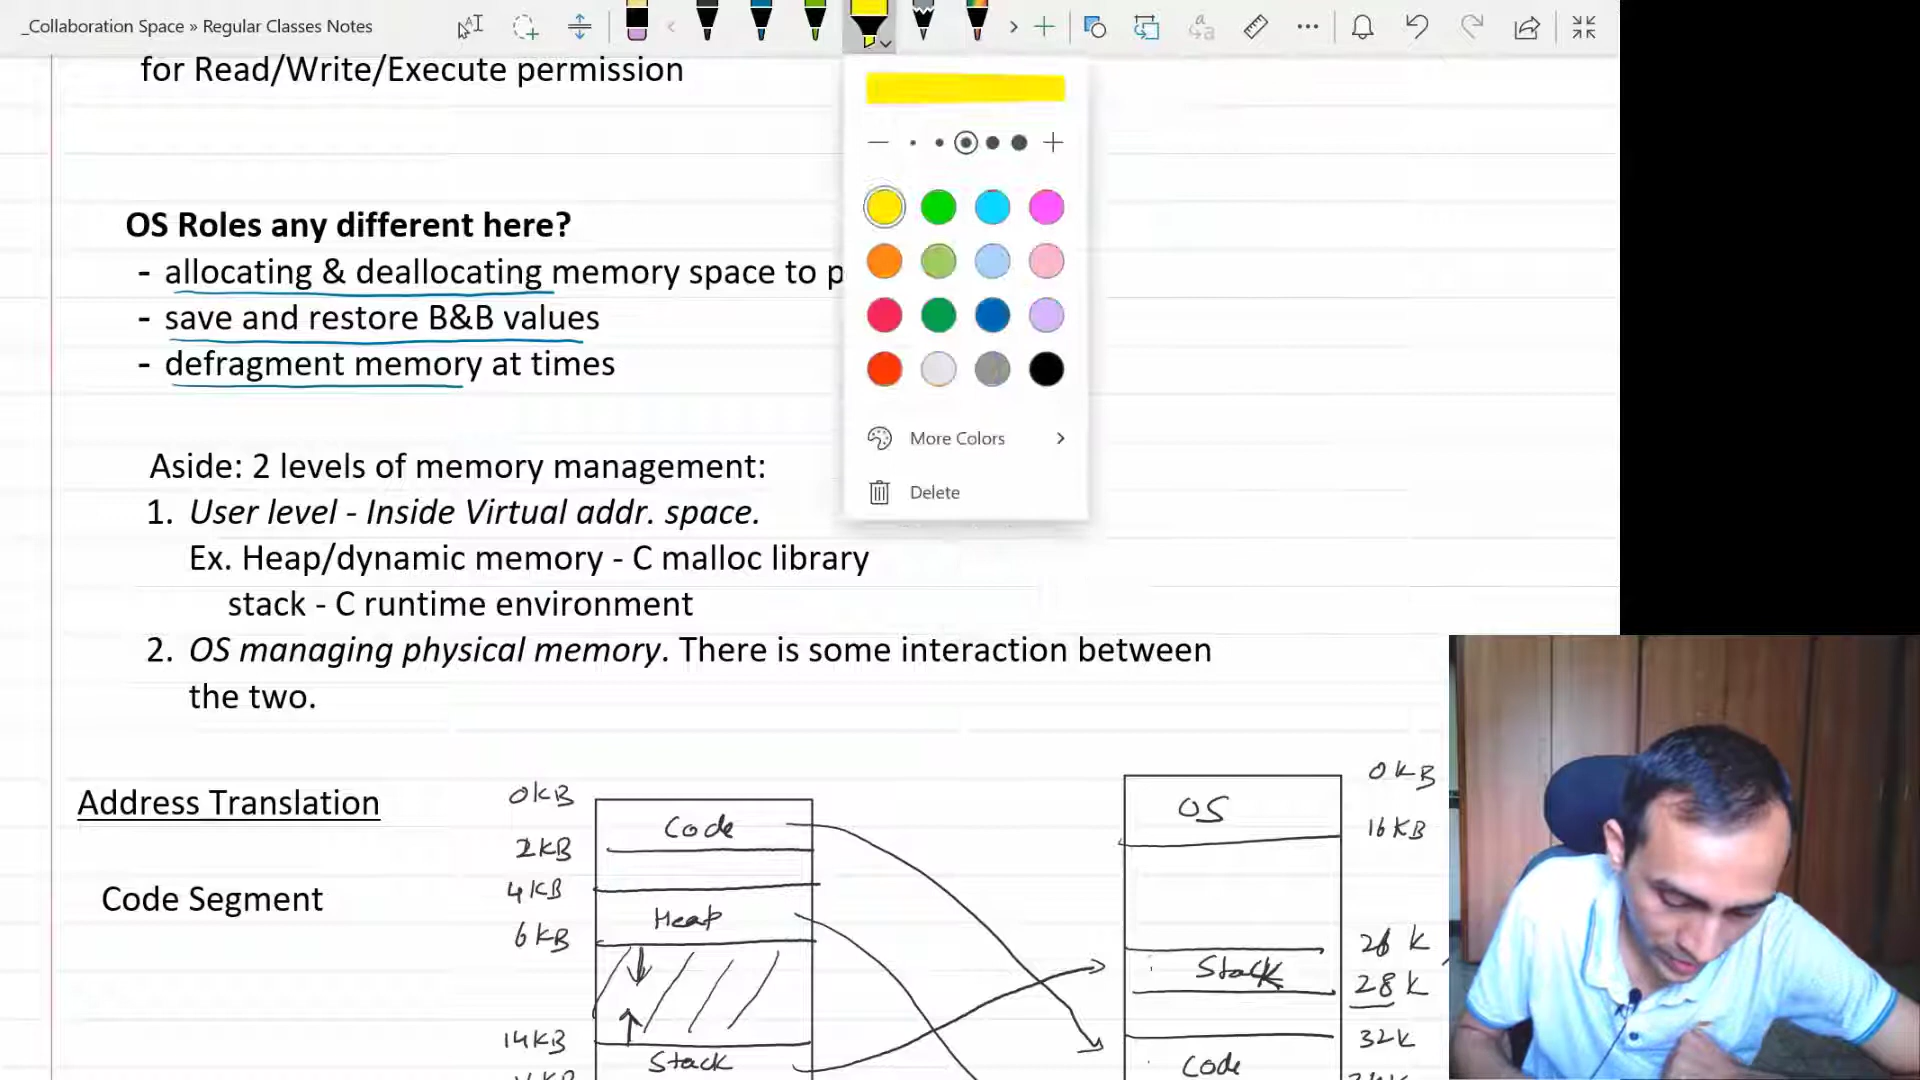 _Collaboration Space » Regular Classes Notes
for Read/Write/Execute permission
OS Roles any different here?
- allocating & deallocating memory space to p
- save and restore B&B values
- defragment memory at times
More Colors
Delete
Aside: 2 levels of memory management:
1. User level - Inside Virtual addr. space.
Ex. Heap/dynamic memory - C malloc library
stack - C runtime environment
2. OS managing physical memory. There is some interaction between
the two.
Address Translation
Code Segment
0KB
Code
2KB
4KB
Heap
6KB
14KB
Stack
0KB
OS
16KB
26 K
Stack
28 K
32K
Code